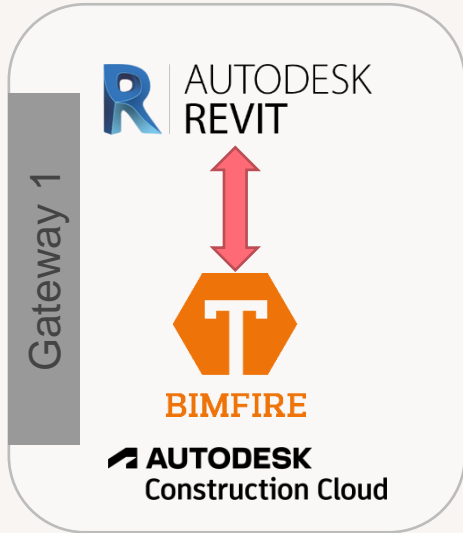 AUTODESK
REVIT
Gateway 1
T
BIMFIRE
AUTODESK
Construction Cloud